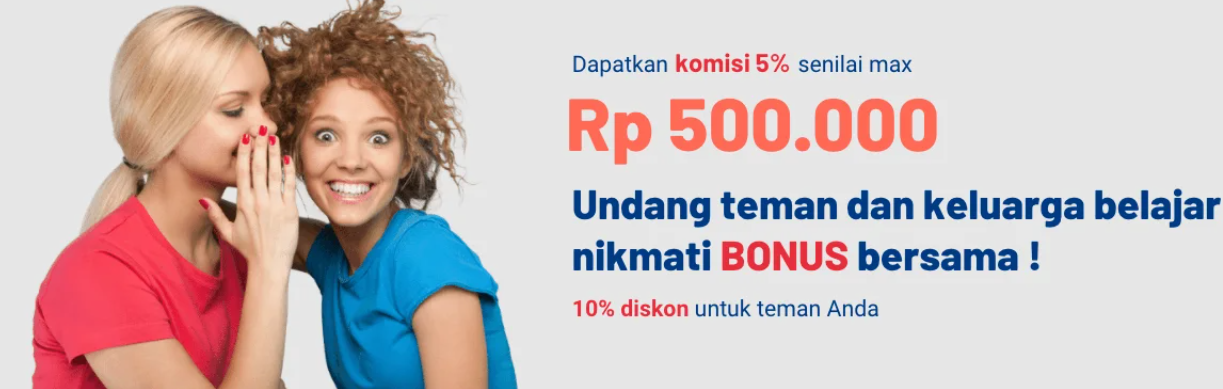 Dapatkan komisi 5% senilai max
Rp 500.000
Undang teman dan keluarga belajar
nikmati BONUS bersama !
10% diskon untuk teman Anda